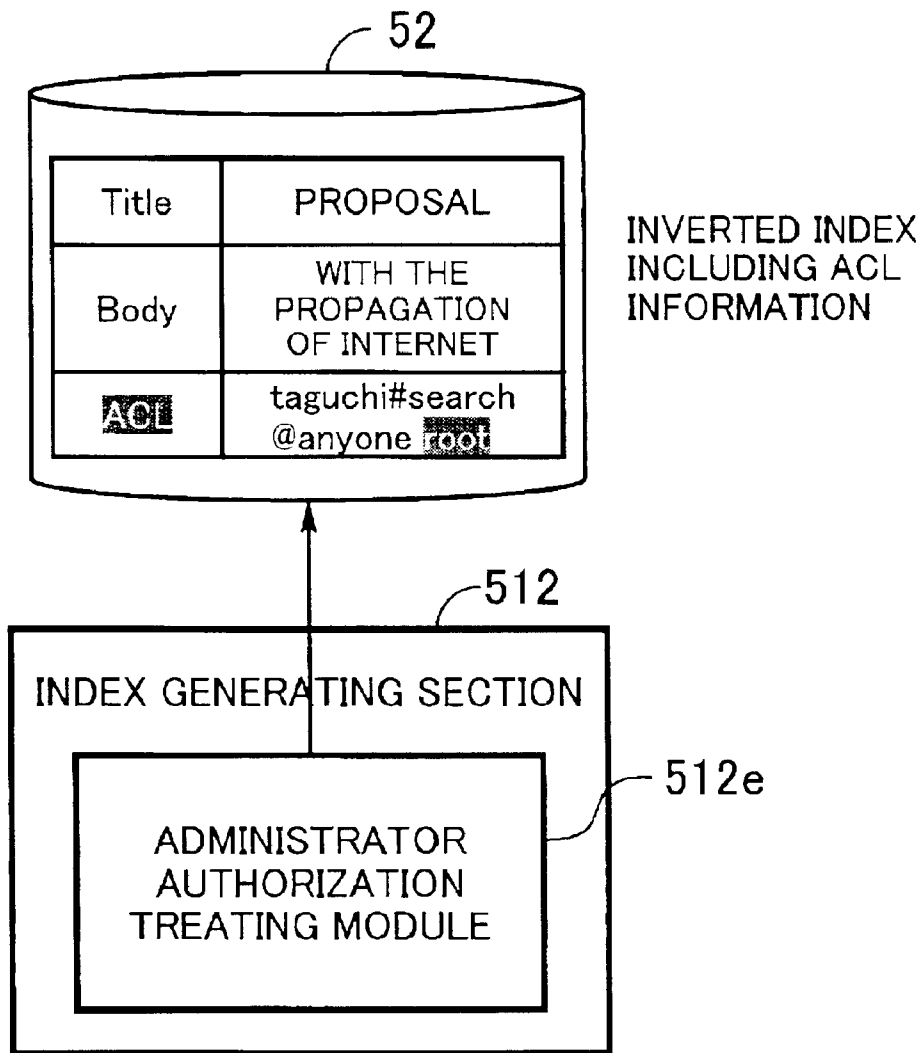 52
Title
PROPOSAL
Body
WITH THE
PROPAGATION
OF INTERNET
ACL
taguchi#search
@anyone root
INVERTED INDEX
INCLUDING ACL
INFORMATION
512
INDEX GENERATING SECTION
512e
ADMINISTRATOR
AUTHORIZATION
TREATING MODULE